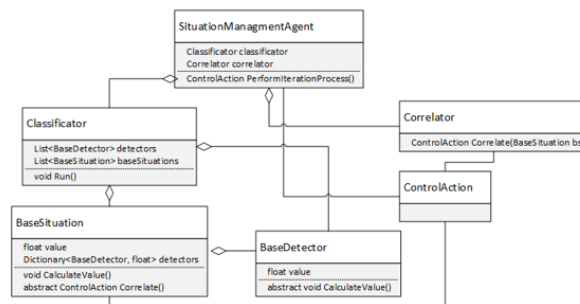 SituationManagmentAgent
Classificator classificator
Correlator correlator
ControlAction PerformIterationProcess()
Classificator
List<BaseDetector> detectors
List<BaseSituation> baseSituations
void Run()
Correlator
ControlAction Correlate(BaseSituation bs
ControlAction
BaseSituation
float value
Dictionary<BaseDetector, float> detectors
void CalculateValue()
abstract ControlAction Correlate()
BaseDetector
float value
abstract void CalculateValue()